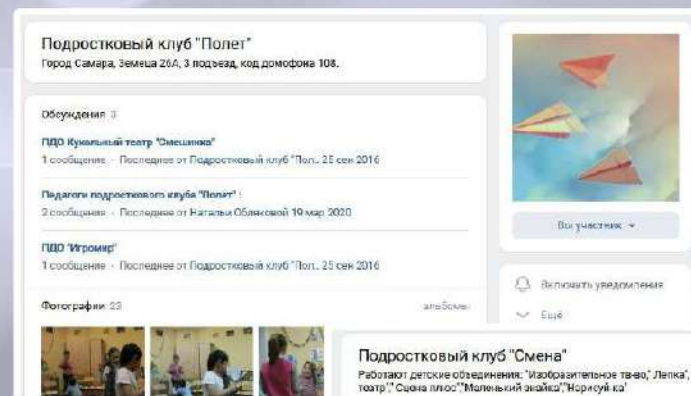 Подростковый клуб "Полет"
Город Самара, Земеца 26А, 3 подъезд, код домофона 108.
Обсуждения 3
ПДО Кукольный театр "Смешинка"
1 сообщение · Последнее от Подростковый клуб "Пол.. 25 сен 2016
Педагоги подросткового клуба "Полет" :
2 сообщения · Последнее от Натальи Обляковой 19 мар 2020
ПДО "Игромир"
1 сообщение · Последнее от Подростковый клуб "Пол.. 25 сен 2016
Фотографии 23
альбомы
Вы участник
Включить уведомления
Ещё
Подростковый клуб "Смена"
Работают детские объединения: "Изобразительное тв-во," Лепка",
театр"," Сцена плюс","Маленький знайка","Нарисуй-ка"